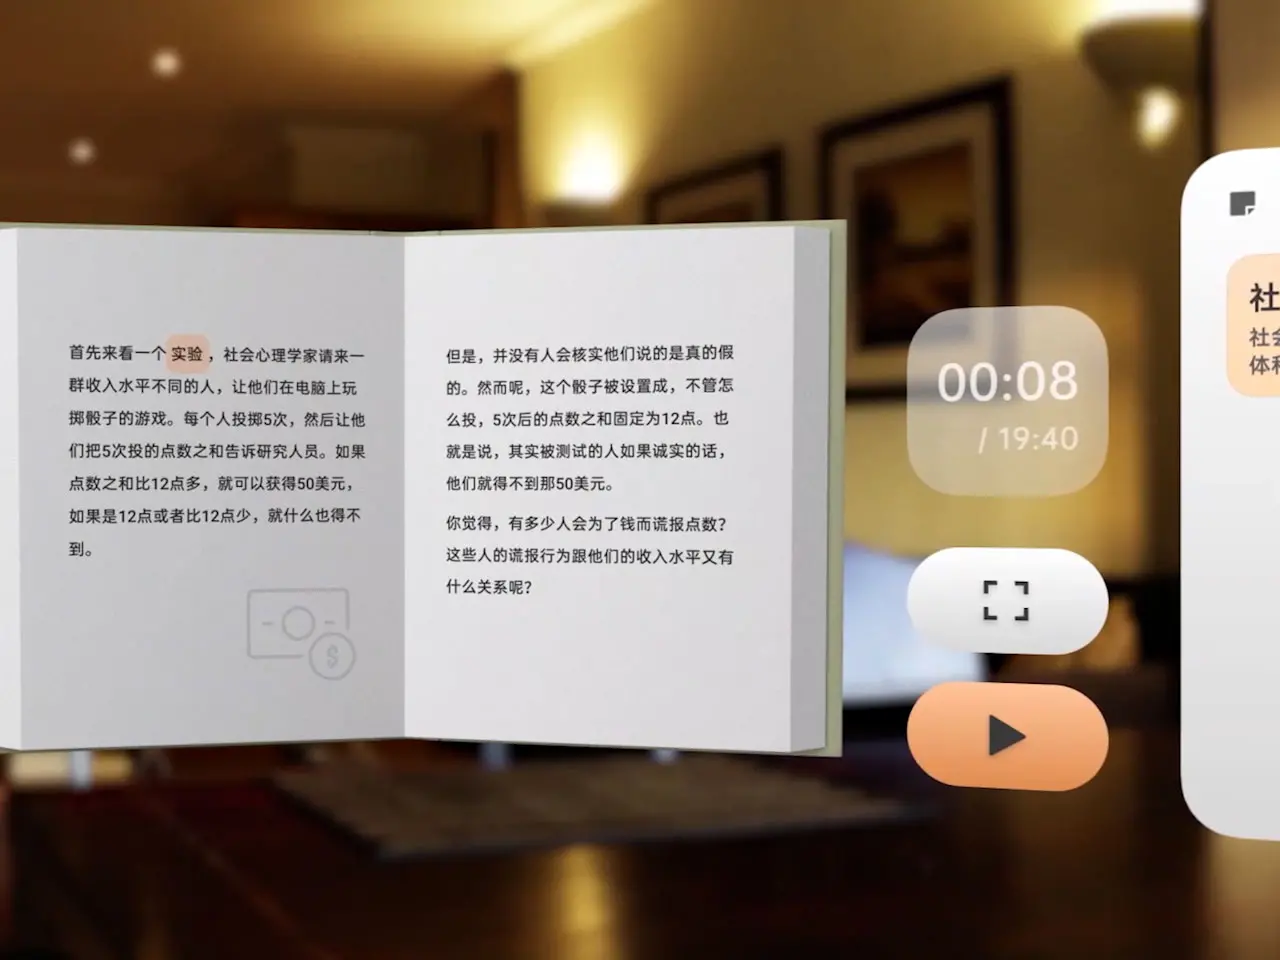 首先来看一个实验，社会心理学家请来一
群收入水平不同的人，让他们在电脑上玩
掷骰子的游戏。每个人投掷5次，然后让他
们把5次投的点数之和告诉研究人员。如果
点数之和比12点多，就可以获得50美元，
如果是12点或者比12点少，就什么也得不
到。
但是，并没有人会核实他们说的是真的假
的。然而呢，这个骰子被设置成，不管怎
么投，5次后的点数之和固定为12点。也
就是说，其实被测试的人如果诚实的话，
他们就得不到那50美元。
你觉得，有多少人会为了钱而谎报点数？
这些人的谎报行为跟他们的收入水平又有
什么关系呢？
00:08
/ 19:40
社
社会
体